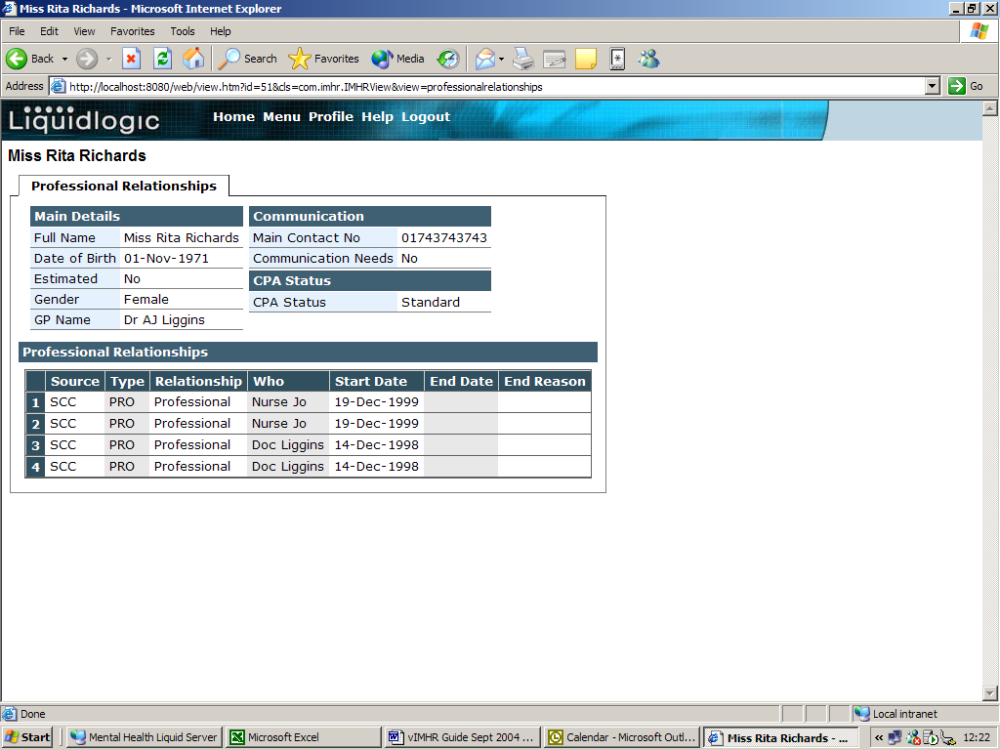 Miss Rita Richards - Microsoft Internet Explorer
File Edit View Favorites Tools Help
Back Search Favorites Media
Address http://localhost:8080/web/view.htm?id=51&cls=com.imhr.IMHRView&view=professionalrelationships Go
Liquidlogic Home Menu Profile Help Logout
Miss Rita Richards
Professional Relationships
Main Details
Full Name Miss Rita Richards
Date of Birth 01-Nov-1971
Estimated No
Gender Female
GP Name Dr AJ Liggins
Communication
Main Contact No 01743743743
Communication Needs No
CPA Status
CPA Status Standard
Professional Relationships
Source Type Relationship Who Start Date End Date End Reason
1 SCC PRO Professional Nurse Jo 19-Dec-1999
2 SCC PRO Professional Nurse Jo 19-Dec-1999
3 SCC PRO Professional Doc Liggins 14-Dec-1998
4 SCC PRO Professional Doc Liggins 14-Dec-1998
Done Local intranet
Start Mental Health Liquid Server Microsoft Excel vIMHR Guide Sept 2004 ... Calendar - Microsoft Outl... Miss Rita Richards - ... « 12:22